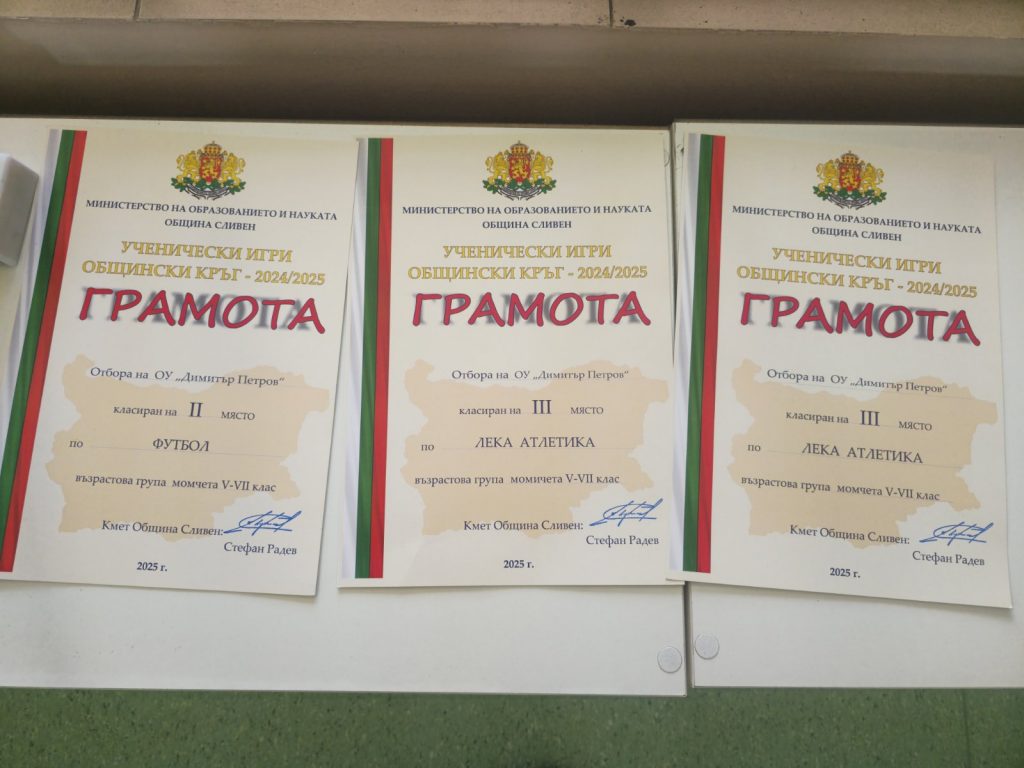 МИНИСТЕРСТВО НА ОБРАЗОВАНИЕТО И НАУКАТА
ОБЩИНА СЛИВЕН
УЧЕНИЧЕСКИ ИГРИ
ОБЩИНСКИ КРЪГ - 2024/2025
ГРАМОТА
Отбора на ОУ „Димитър Петров“
класиран на II място
по ФУТБОЛ
възрастова група момчета V-VII клас
Кмет Община Сливен:
Стефан Радев
2025 г.
МИНИСТЕРСТВО НА ОБРАЗОВАНИЕТО И НАУКАТА
ОБЩИНА СЛИВЕН
УЧЕНИЧЕСКИ ИГРИ
ОБЩИНСКИ КРЪГ - 2024/2025
ГРАМОТА
Отбора на ОУ „Димитър Петров“
класиран на III място
по ЛЕКА АТЛЕТИКА
възрастова група момичета V-VII клас
Кмет Община Сливен:
Стефан Радев
2025 г.
МИНИСТЕРСТВО НА ОБРАЗОВАНИЕТО И НАУКАТА
ОБЩИНА СЛИВЕН
УЧЕНИЧЕСКИ ИГРИ
ОБЩИНСКИ КРЪГ - 2024/2025
ГРАМОТА
Отбора на ОУ „Димитър Петров“
класиран на III място
по ЛЕКА АТЛЕТИКА
възрастова група момчета V-VII клас
Кмет Община Сливен:
Стефан Радев
2025 г.